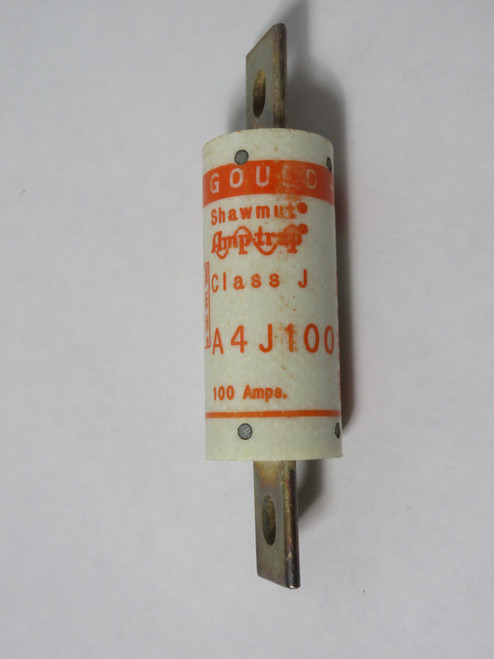 GOULD
Shawmut®
Amp-trap®
Class J
A4J100
100 Amps.